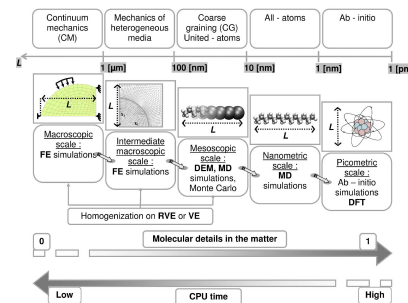 Continuum
mechanics
(CM)
Mechanics of
heterogeneous
media
Coarse
graining (CG)
United - atoms
All - atoms
Ab - initio
L
1 [µm]
100 [nm]
10 [nm]
1 [nm]
1 [pm
L
L
L
L
Macroscopic
scale :
FE simulations
Intermediate
macroscopic
scale :
FE simulations
Mesoscopic
scale :
DEM, MD
simulations,
Monte Carlo
Nanometric
scale :
MD
simulations
Picometric
scale :
Ab – initio
simulations
DFT
Homogenization on RVE or VE
0
Molecular details in the matter
1
Low
CPU time
High